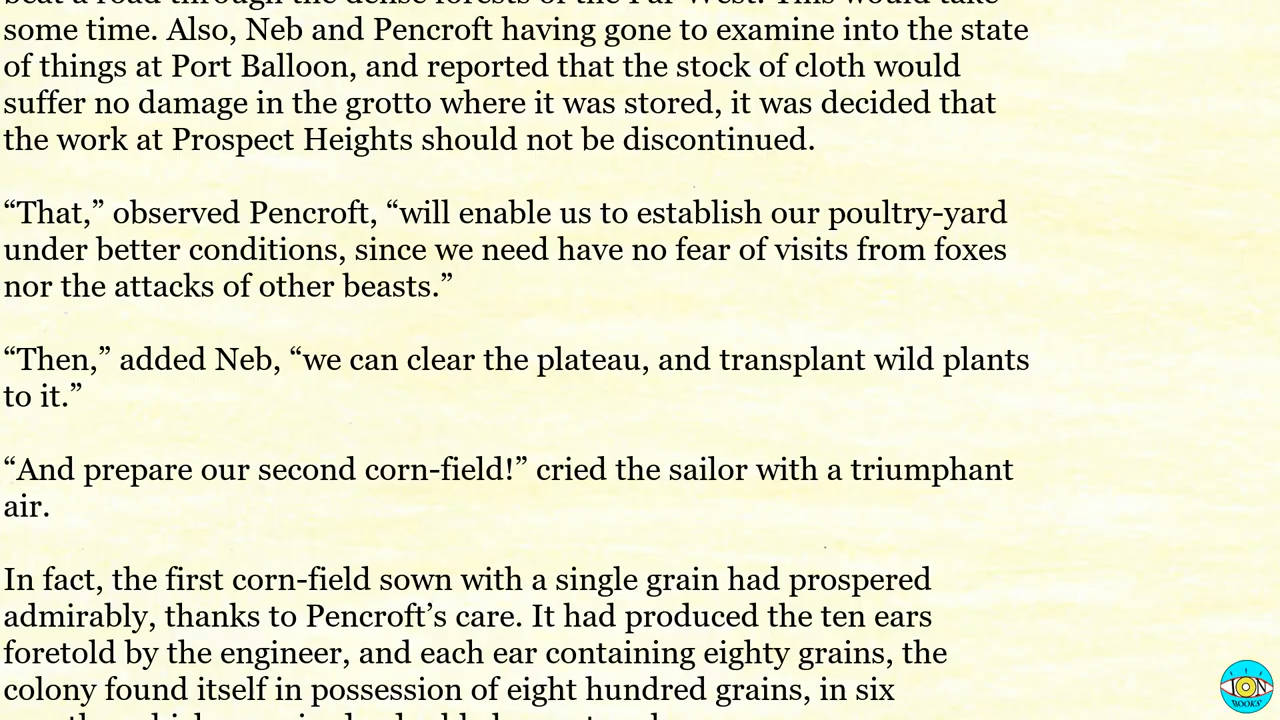 some time. Also, Neb and Pencroft having gone to examine into the state
of things at Port Balloon, and reported that the stock of cloth would
suffer no damage in the grotto where it was stored, it was decided that
the work at Prospect Heights should not be discontinued.
“That,” observed Pencroft, “will enable us to establish our poultry-yard
under better conditions, since we need have no fear of visits from foxes
nor the attacks of other beasts.”
“Then,” added Neb, “we can clear the plateau, and transplant wild plants
to it.”
“And prepare our second corn-field!” cried the sailor with a triumphant
air.
In fact, the first corn-field sown with a single grain had prospered
admirably, thanks to Pencroft’s care. It had produced the ten ears
foretold by the engineer, and each ear containing eighty grains, the
colony found itself in possession of eight hundred grains, in six
ION
BOOKS